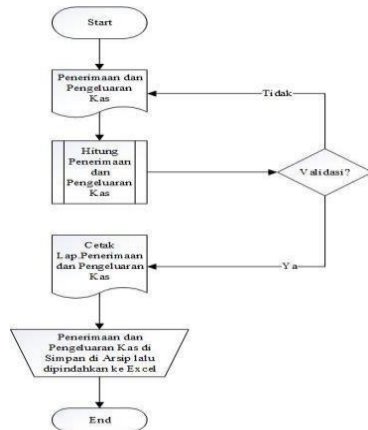 Start
Penerimaan dan
Pengeluaran
Kas
Tidak
Hitung
Penerimaan
dan
Pengeluaran
Kas
Validasi?
Cetak
Lap.Penerimaan
dan Pengeluaran
Kas
Ya
Penerimaan dan
Pengeluaran Kas di
Simpan di Arsip lalu
dipindahkan ke Excel
End